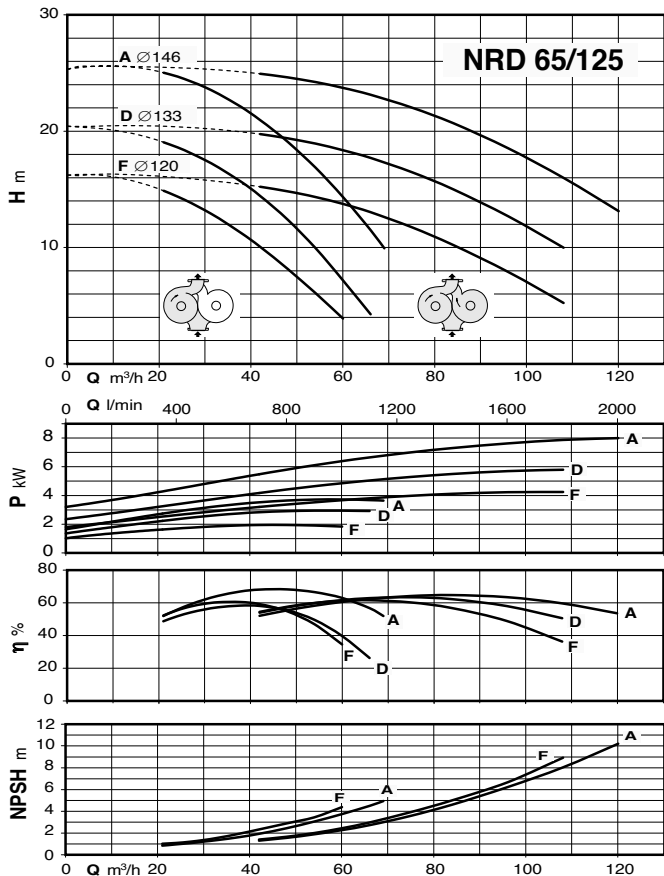 30
A ∅146
NRD 65/125
D ∅133
20
F ∅120
H m
10
0
0 20 40 60 80 100 120
Q m³/h
0 400 800 1200 1600 2000
Q l/min
8
A
6
D
P kW
4
F
A
D
2
F
0
80
60
A
A
D
η %
40
F
F
20
D
0
12
A
10
F
8
NPSH m
6
A
F
4
2
0
0 20 40 60 80 100 120
Q m³/h